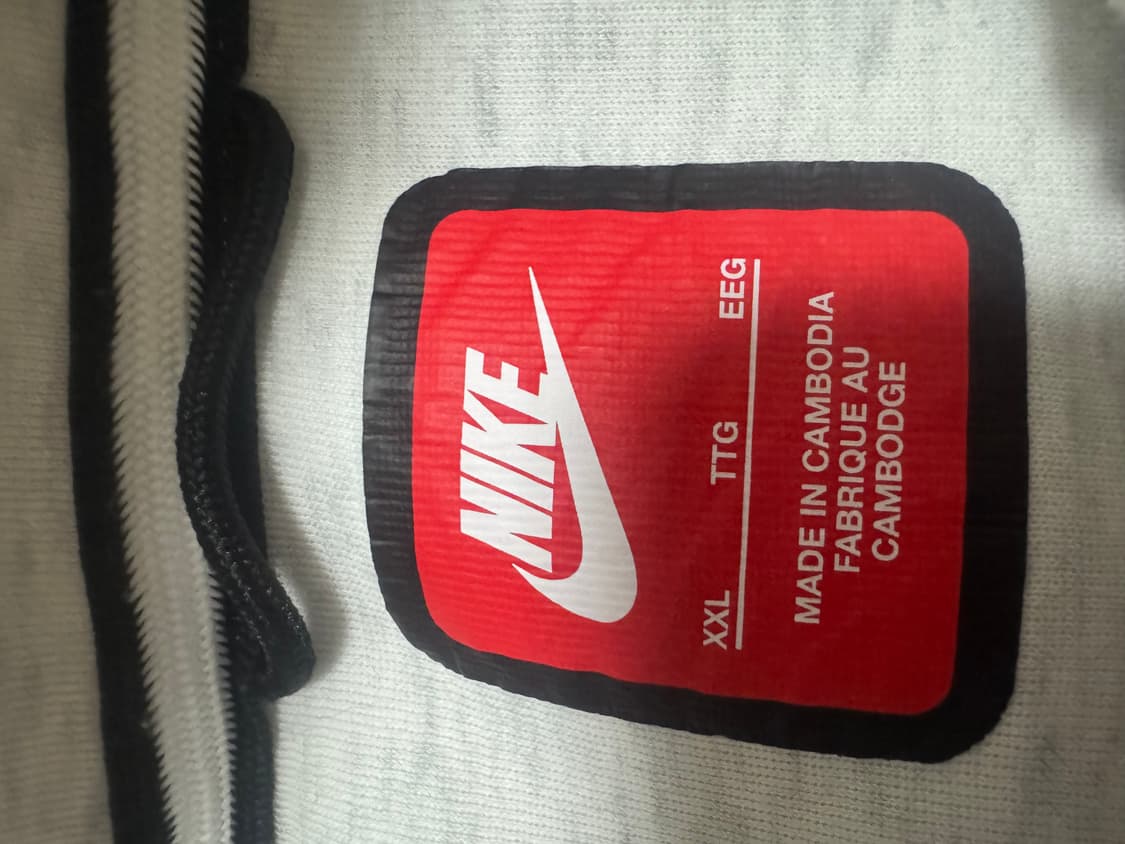 NIKE
XXL TTG EEG
MADE IN CAMBODIA
FABRIQUE AU
CAMBODGE